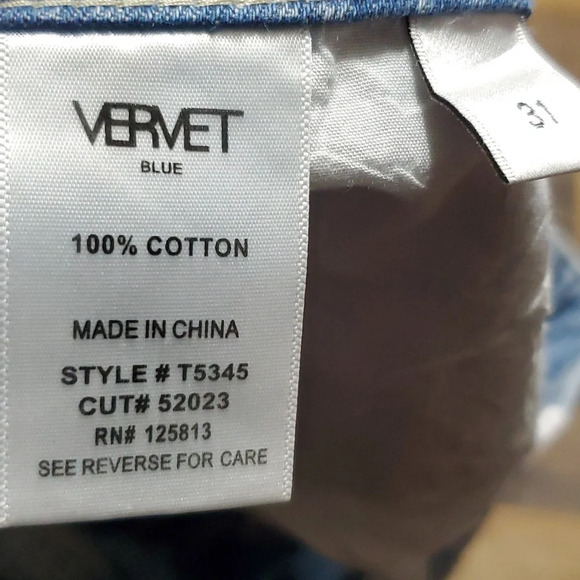 VERVET
BLUE
100% COTTON
MADE IN CHINA
STYLE # T5345
CUT# 52023
RN# 125813
SEE REVERSE FOR CARE
31